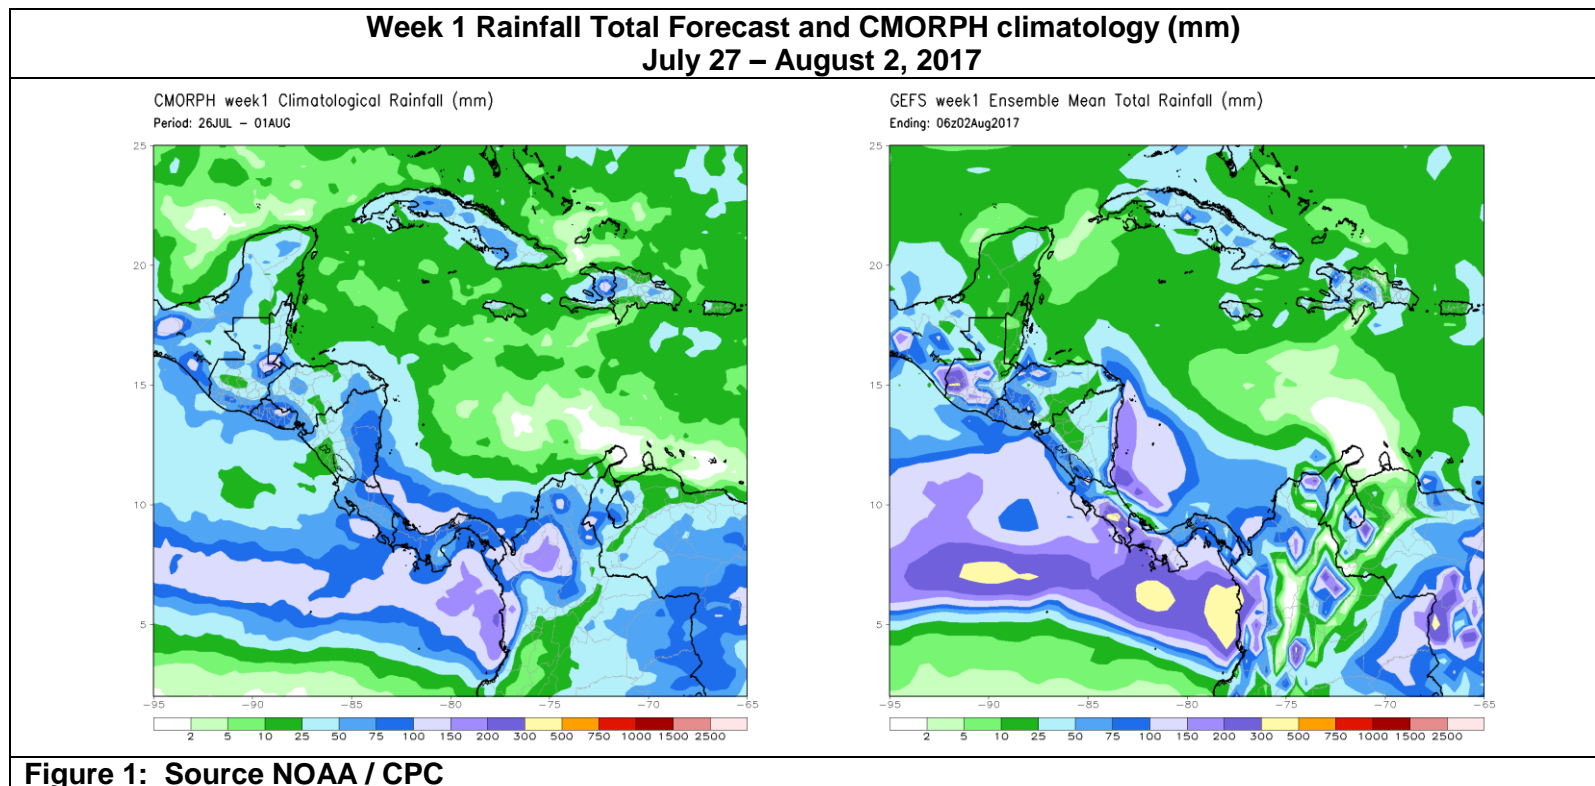 Week 1 Rainfall Total Forecast and CMORPH climatology (mm)
July 27 – August 2, 2017
CMORPH week1 Climatological Rainfall (mm)
Period: 26JUL – 01AUG
25
20
15
10
5
-95 -90 -85 -80 -75 -70 -65
2 5 10 25 50 75 100 150 200 300 500 750 1000 1500 2500
GEFS week1 Ensemble Mean Total Rainfall (mm)
Ending: 06z02Aug2017
25
20
15
10
5
-95 -90 -85 -80 -75 -70 -65
2 5 10 25 50 75 100 150 200 300 500 750 1000 1500 2500
Figure 1: Source NOAA / CPC